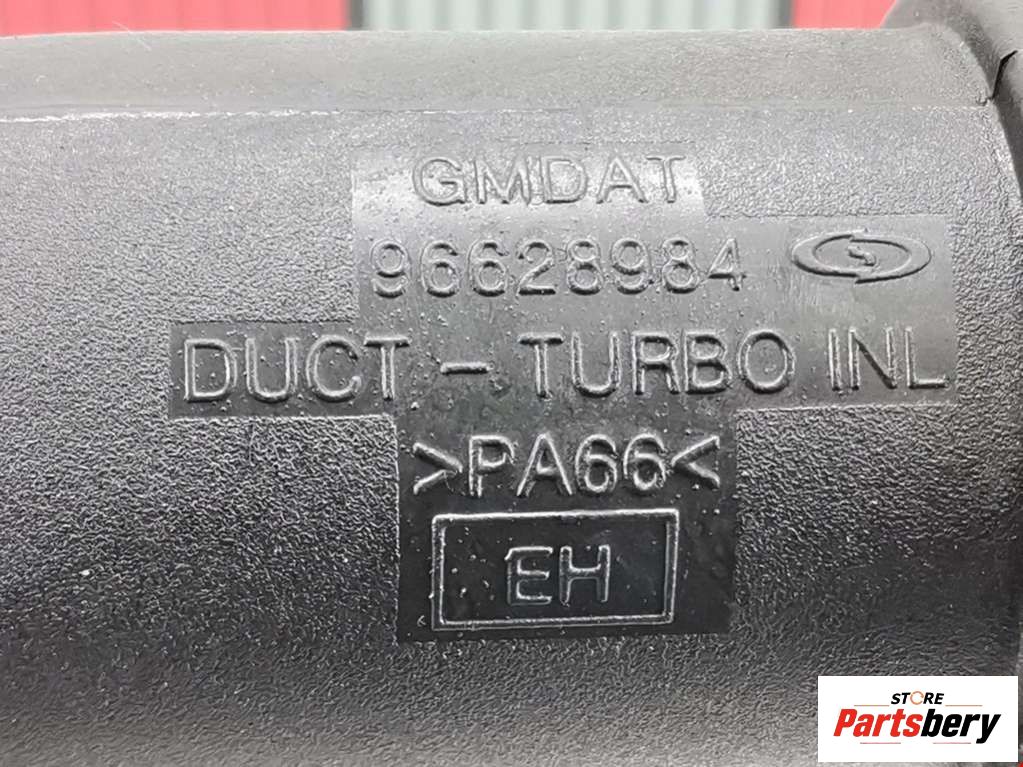 GMDAT
96628984
DUCT - TURBO INL
>PA66<
EH
STORE
Partsbery